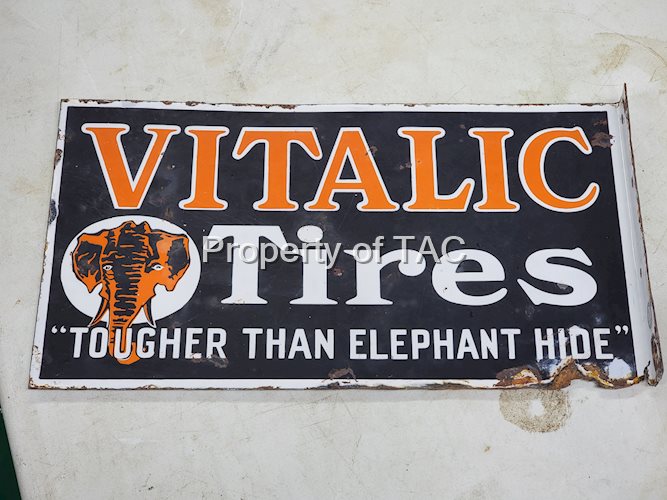 VITALIC
Tires
Property of TAC
"TOUGHER THAN ELEPHANT HIDE"